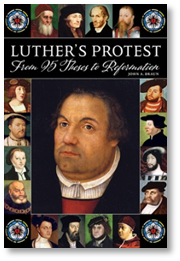 LUTHER'S PROTEST
From 95 Theses to Reformation
JOHN A. BRAUN